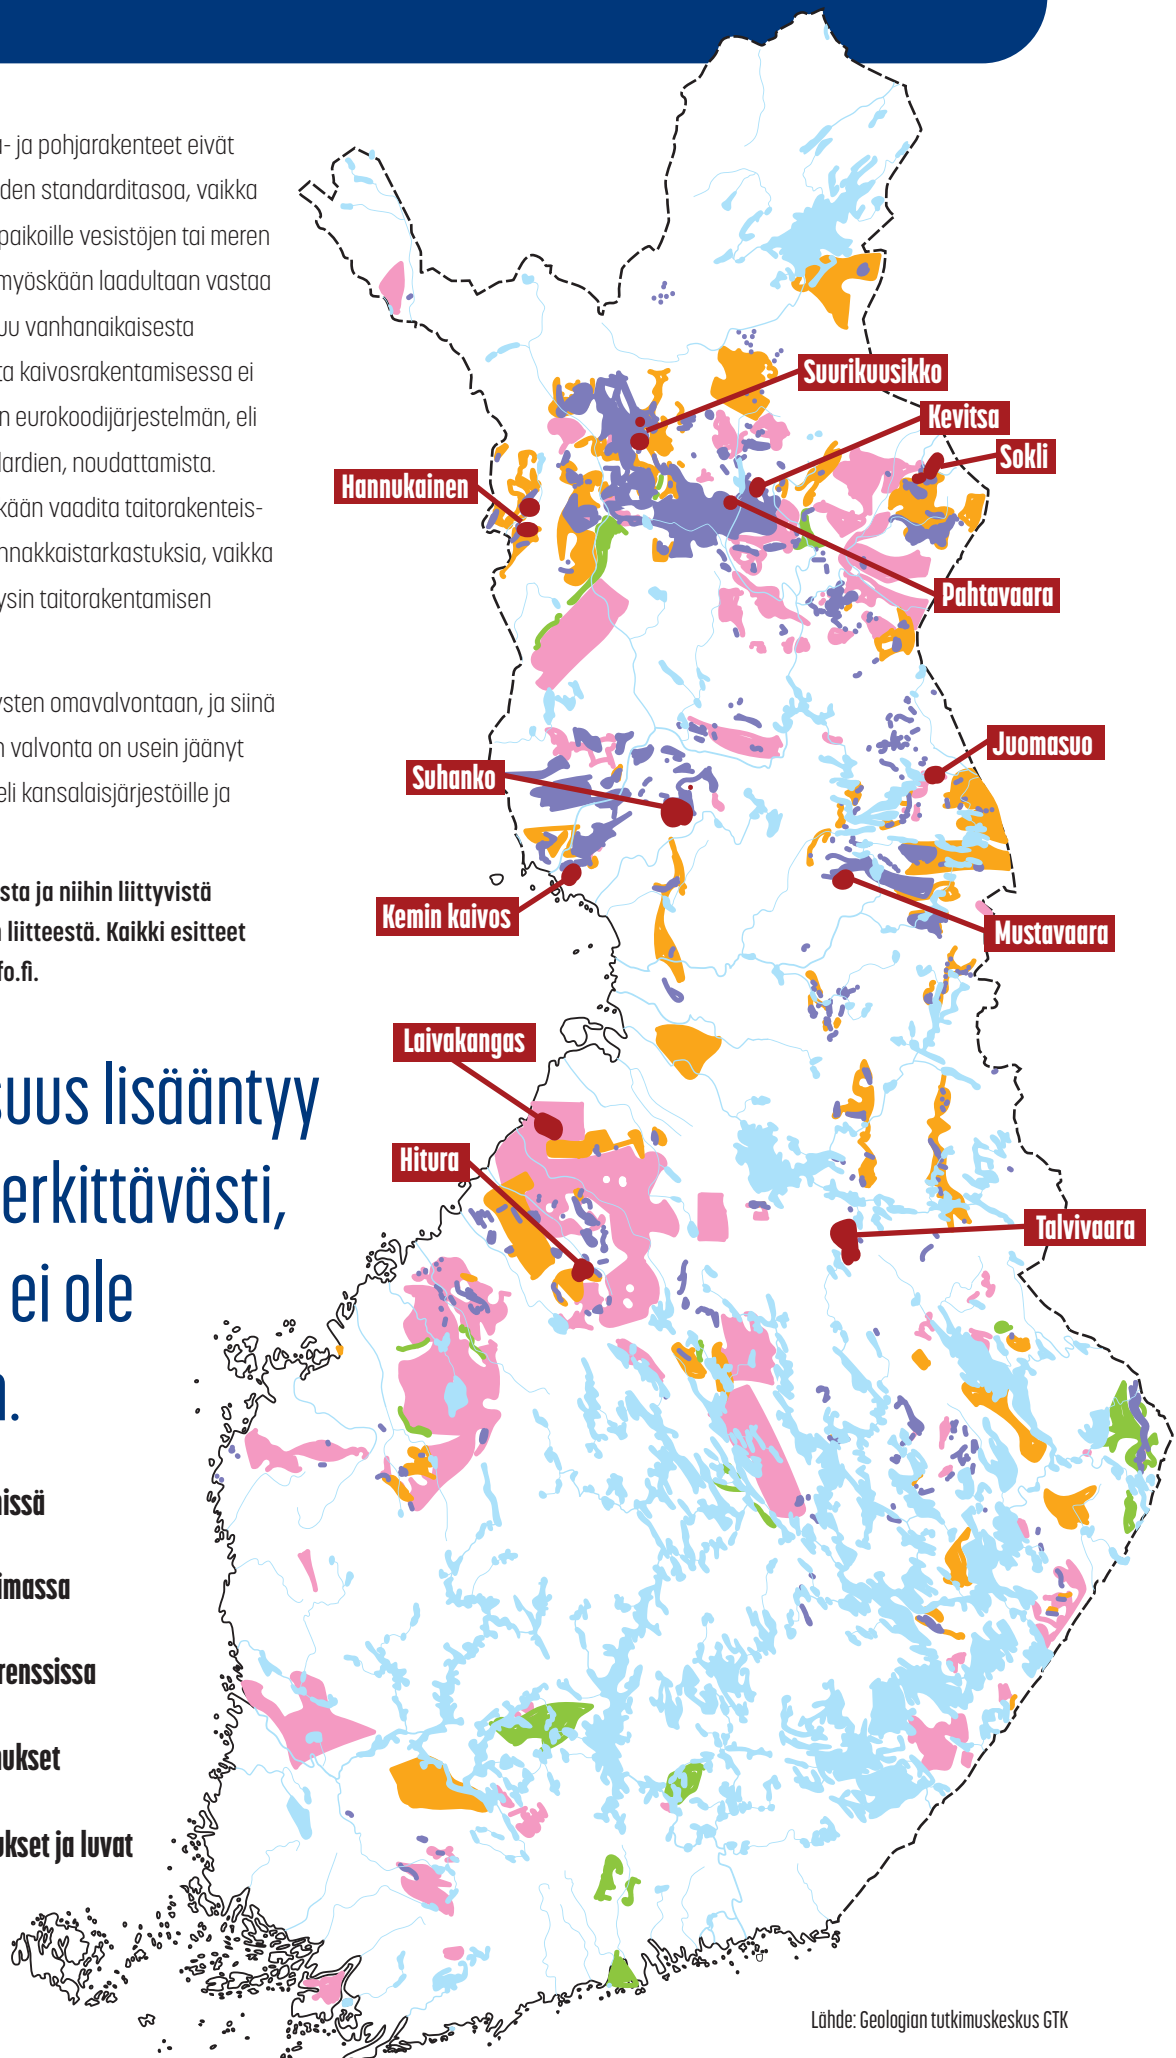 - ja pohjarakenteet eivät
den standarditasoa, vaikka
paikoille vesistöjen tai meren
myöskään laadultaan vastaa
uu vanhanaikaisesta
ta kaivosrakentamisessa ei
n eurokoodijärjestelmän, eli
dardien, noudattamista.
kään vaadita taitorakenteis-
nnakkaistarkastuksia, vaikka
ysin taitorakentamisen
ysten omavalvontaan, ja siinä
n valvonta on usein jäänyt
eli kansalaisjärjestöille ja
sta ja niihin liittyvistä
liitteestä. Kaikki esitteet
fo.fi.
suus lisääntyy
erkittävästi,
ei ole
nissä
imassa
renssissa
nukset
ukset ja luvat
Suurikuusikko
Kevitsa
Sokli
Hannukainen
Pahtavaara
Juomasuo
Suhanko
Kemin kaivos
Mustavaara
Laivakangas
Hitura
Talvivaara
Lähde: Geologian tutkimuskeskus GTK